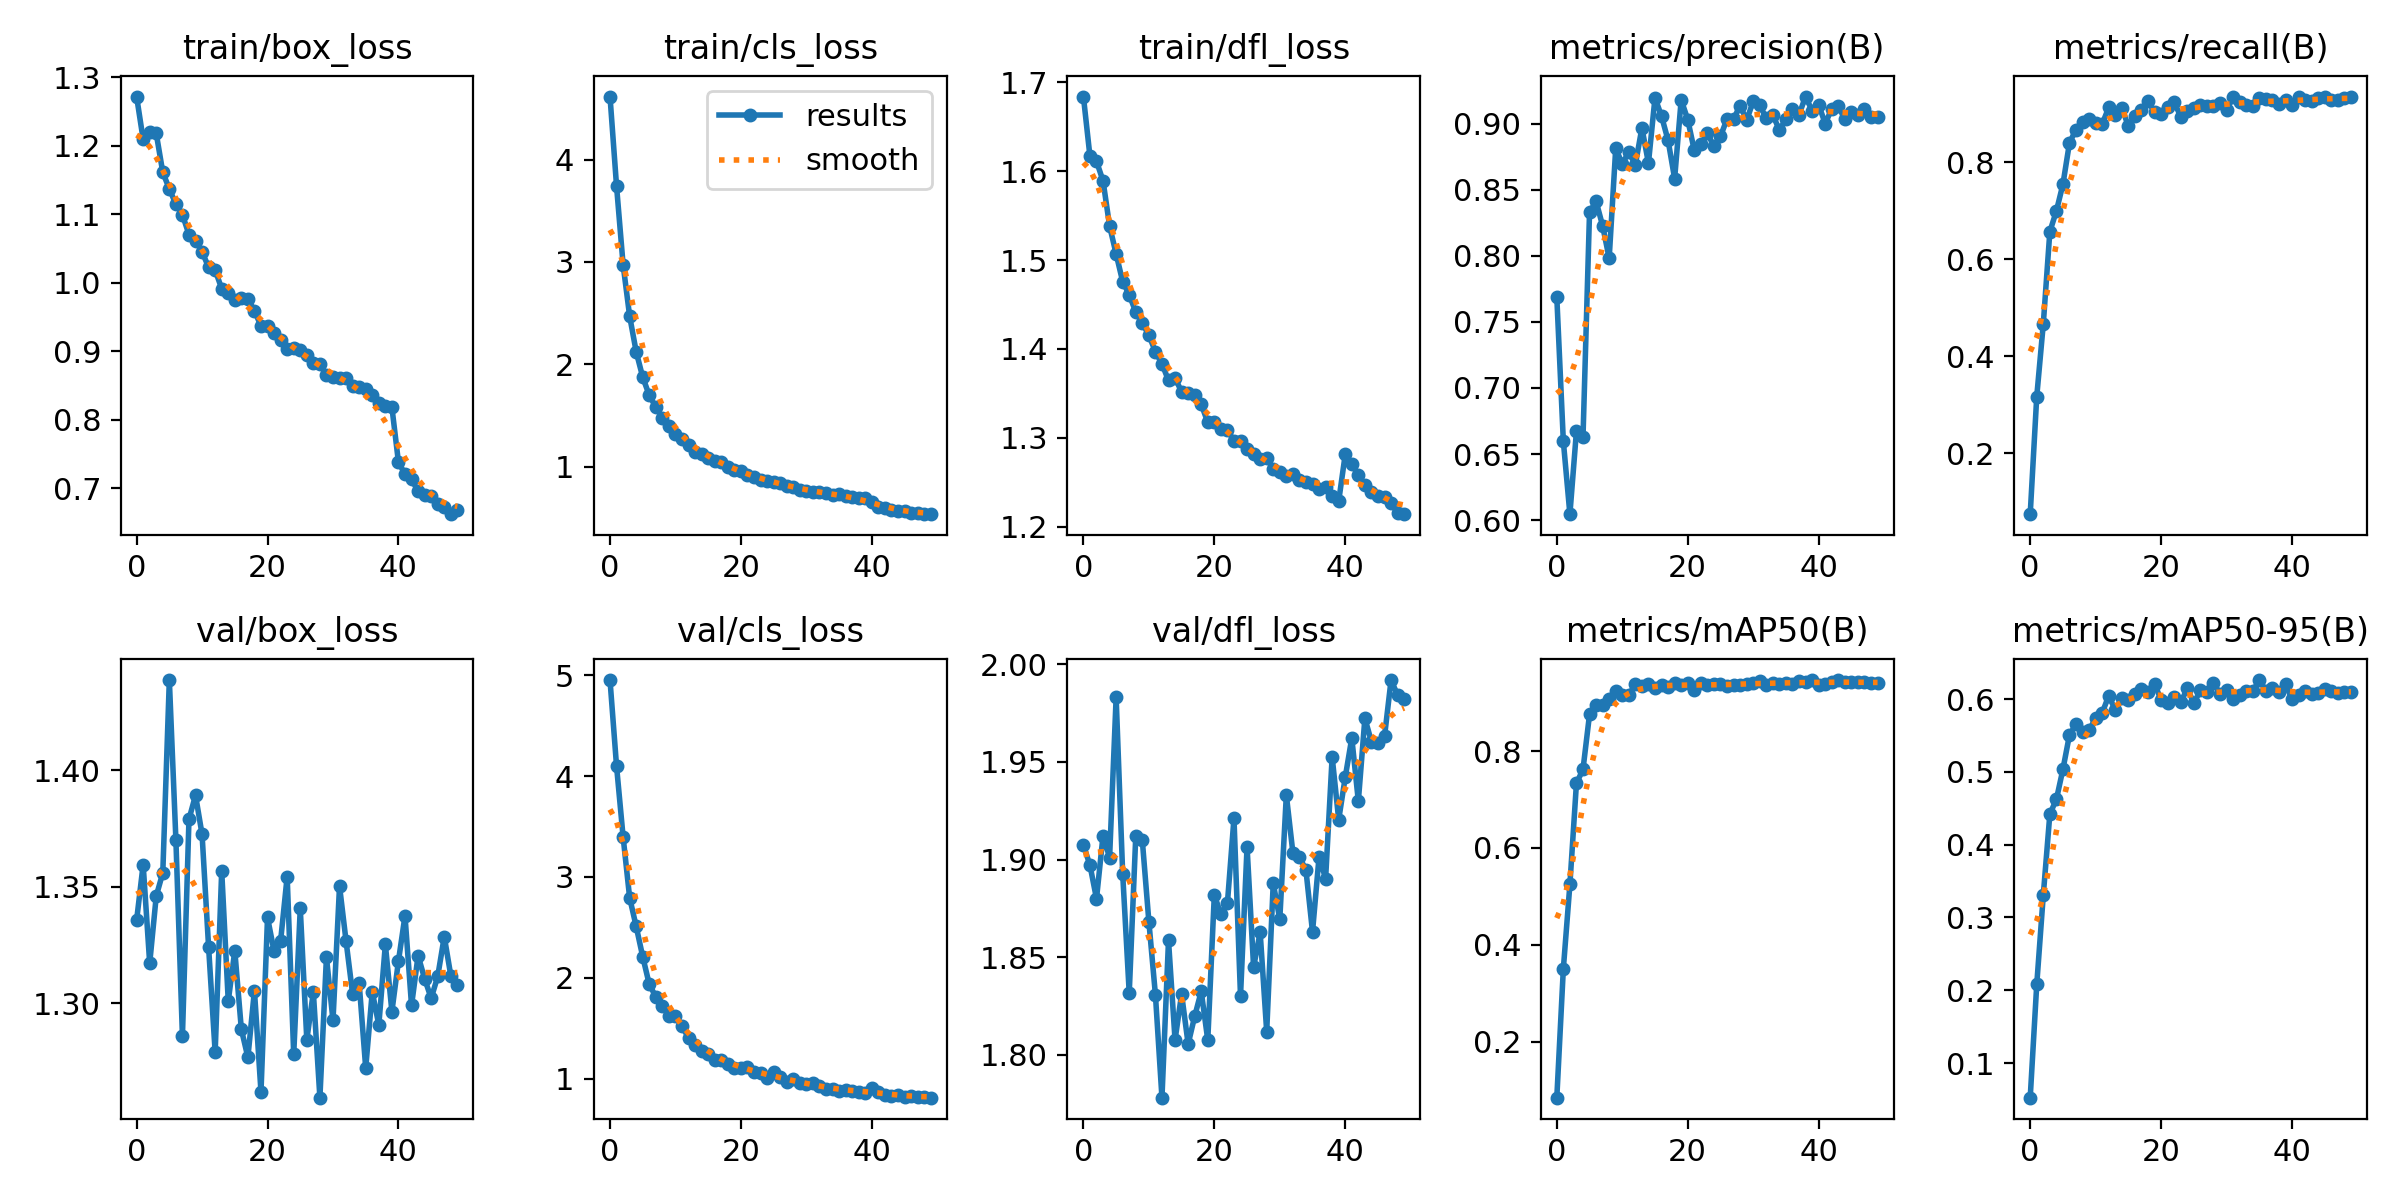 train/box_loss
1.3
1.2
1.1
1.0
0.9
0.8
0.7
0 20 40
train/cls_loss
results
smooth
4
3
2
1
0 20 40
train/dfl_loss
1.7
1.6
1.5
1.4
1.3
1.2
0 20 40
metrics/precision(B)
0.90
0.85
0.80
0.75
0.70
0.65
0.60
0 20 40
metrics/recall(B)
0.8
0.6
0.4
0.2
0 20 40
val/box_loss
1.40
1.35
1.30
0 20 40
val/cls_loss
5
4
3
2
1
0 20 40
val/dfl_loss
2.00
1.95
1.90
1.85
1.80
0 20 40
metrics/mAP50(B)
0.8
0.6
0.4
0.2
0 20 40
metrics/mAP50-95(B)
0.6
0.5
0.4
0.3
0.2
0.1
0 20 40